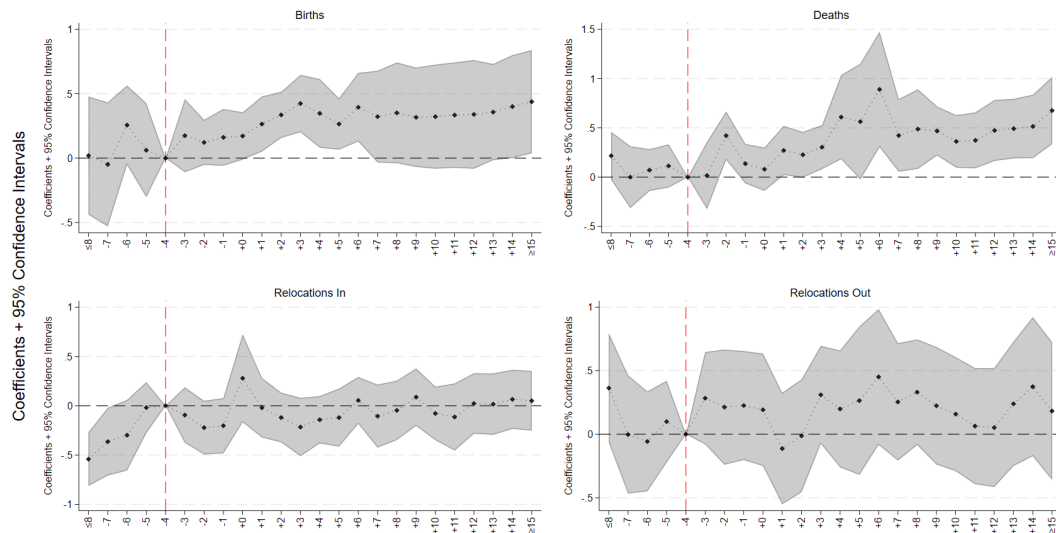 Coefficients + 95% Confidence Intervals
Births
Coefficients + 95% Confidence Intervals
1
.5
0
-.5
≤8 -7 -6 -5 -4 -3 -2 -1 +0 +1 +2 +3 +4 +5 +6 +7 +8 +9 +10 +11 +12 +13 +14 ≥15
Deaths
Coefficients + 95% Confidence Intervals
1.5
1
.5
0
-.5
≤8 -7 -6 -5 -4 -3 -2 -1 +0 +1 +2 +3 +4 +5 +6 +7 +8 +9 +10 +11 +12 +13 +14 ≥15
Relocations In
Coefficients + 95% Confidence Intervals
1
.5
0
-.5
-1
≤8 -7 -6 -5 -4 -3 -2 -1 +0 +1 +2 +3 +4 +5 +6 +7 +8 +9 +10 +11 +12 +13 +14 ≥15
Relocations Out
Coefficients + 95% Confidence Intervals
1
.5
0
-.5
≤8 -7 -6 -5 -4 -3 -2 -1 +0 +1 +2 +3 +4 +5 +6 +7 +8 +9 +10 +11 +12 +13 +14 ≥15